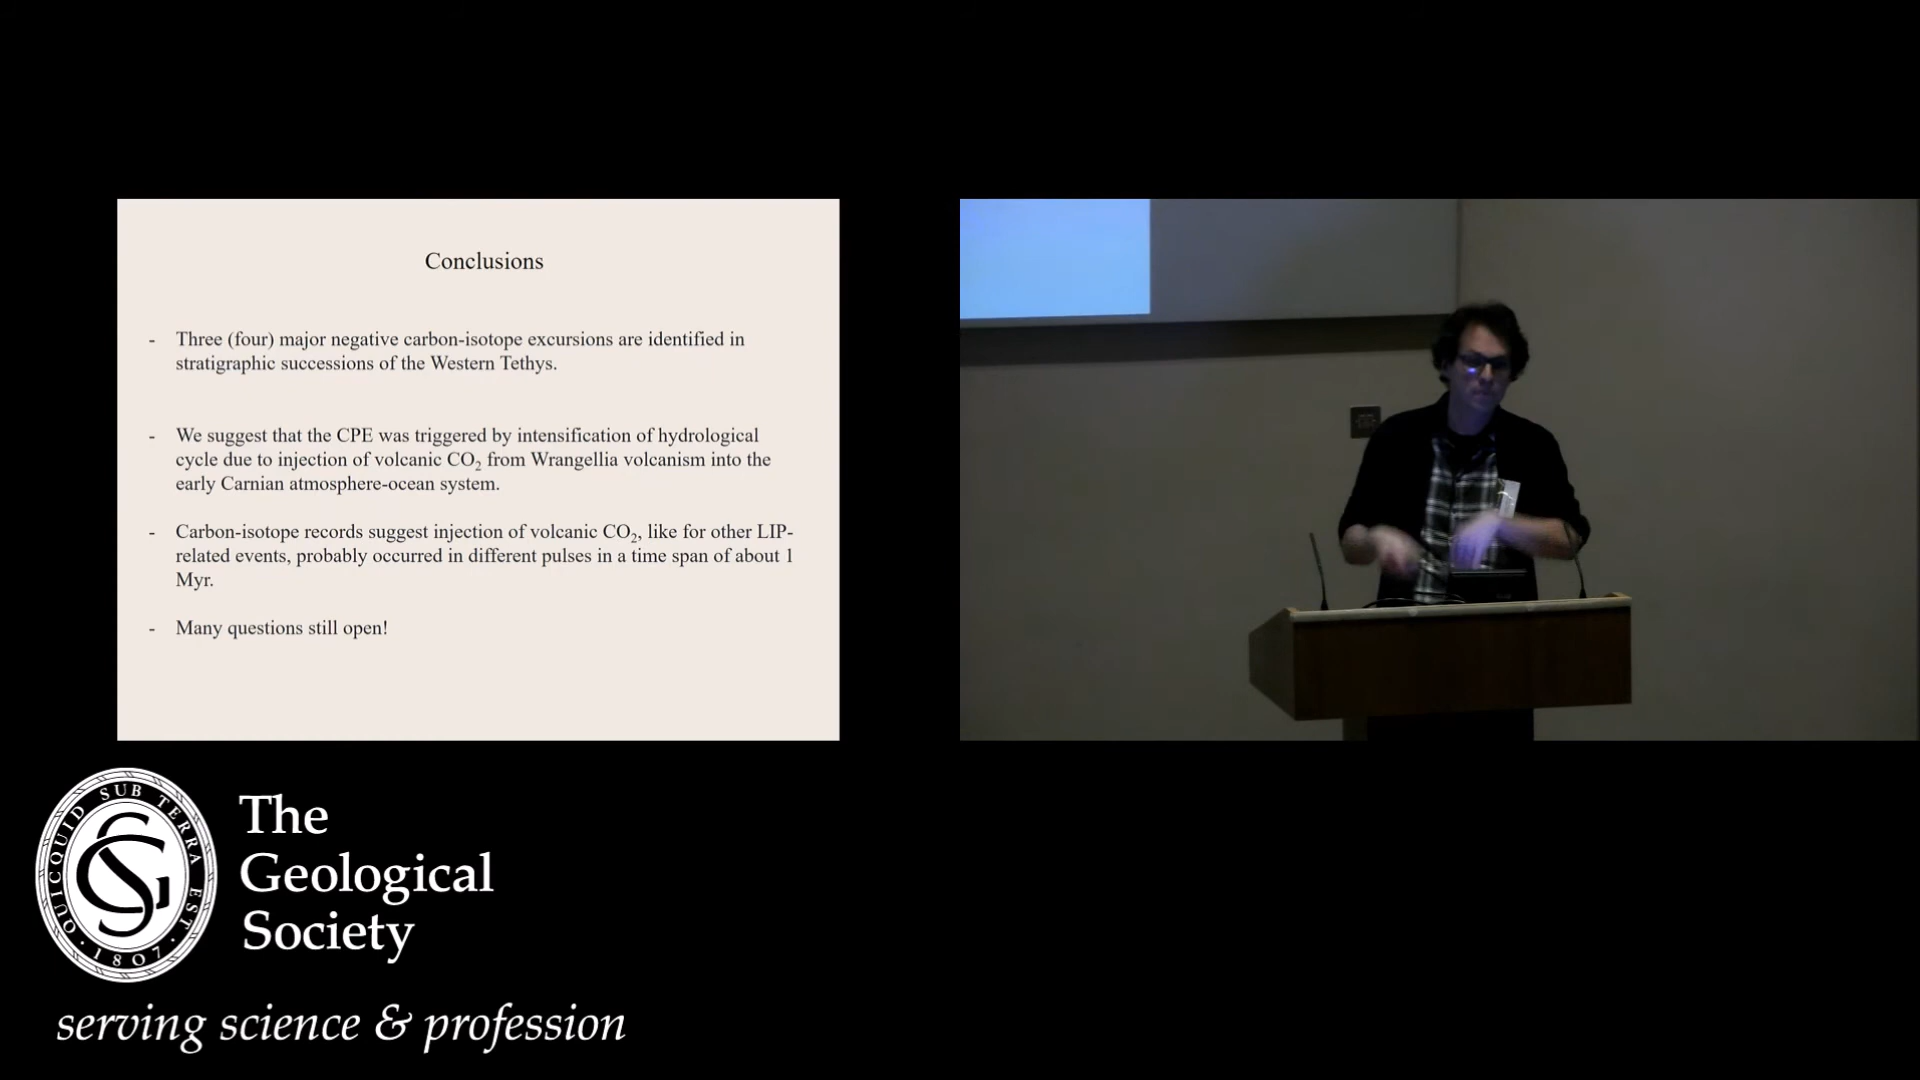 Conclusions
- Three (four) major negative carbon-isotope excursions are identified in
stratigraphic successions of the Western Tethys.
- We suggest that the CPE was triggered by intensification of hydrological
cycle due to injection of volcanic CO₂ from Wrangellia volcanism into the
early Carnian atmosphere-ocean system.
- Carbon-isotope records suggest injection of volcanic CO₂, like for other LIP-
related events, probably occurred in different pulses in a time span of about 1
Myr.
- Many questions still open!
QUICQUID SUB TERRA EST
· 1807 ·
The
Geological
Society
serving science & profession